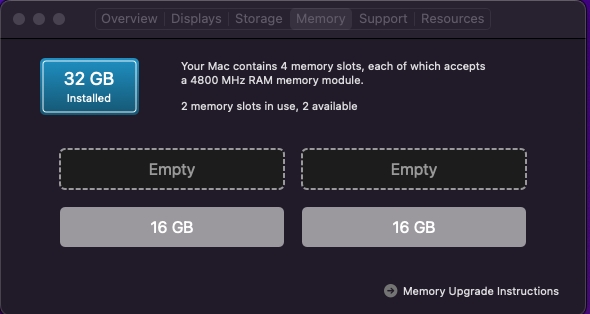 Overview Displays Storage Memory Support Resources
32 GB
Installed
Your Mac contains 4 memory slots, each of which accepts
a 4800 MHz RAM memory module.
2 memory slots in use, 2 available
Empty Empty
16 GB 16 GB
Memory Upgrade Instructions